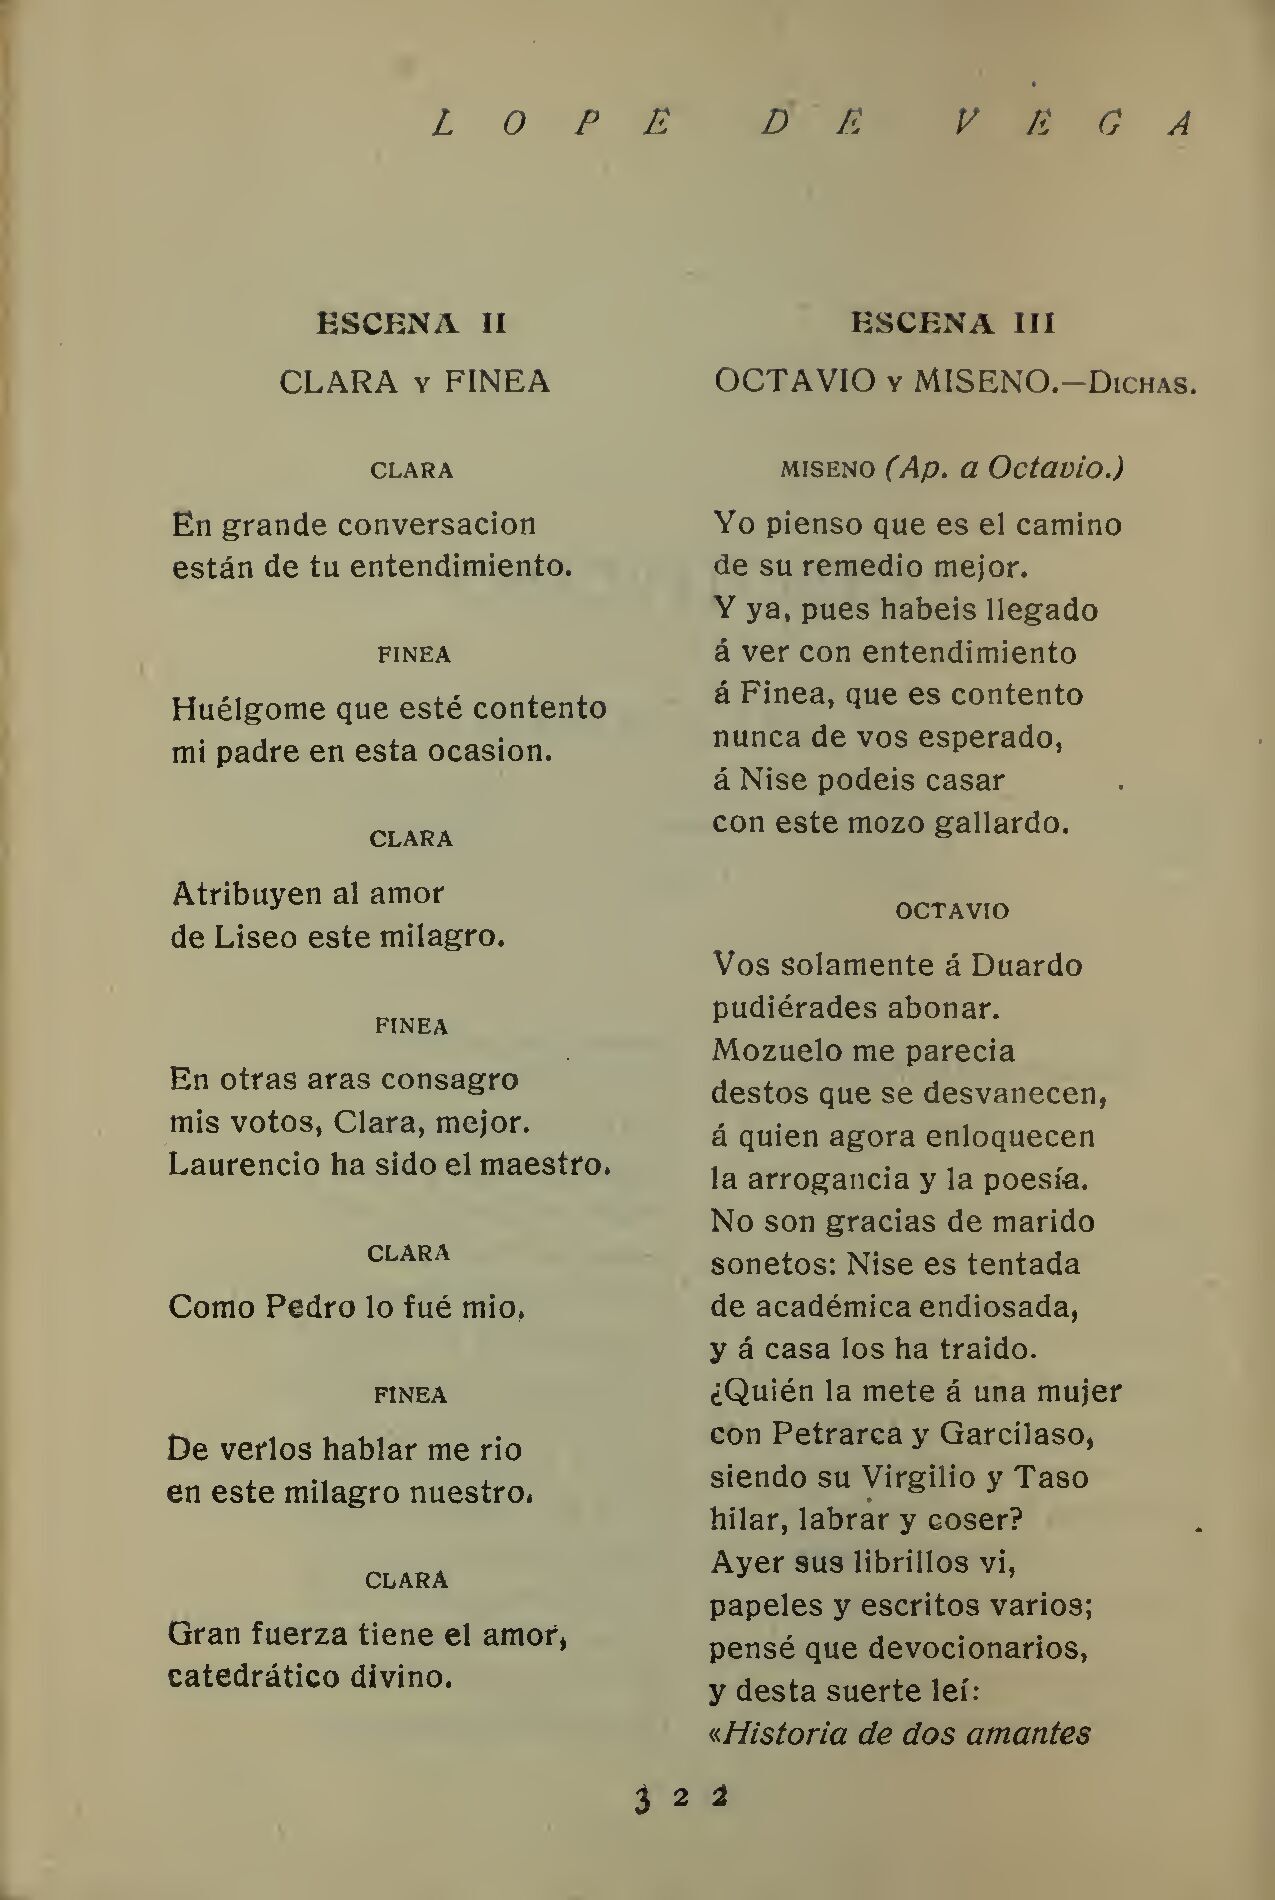 LOPE DE VEGA
ESCENA II
CLARA Y FINEA
CLARA
En grande conversacion
están de tu entendimiento.
FINEA
Huélgome que esté contento
mi padre en esta ocasion.
CLARA
Atribuyen al amor
de Liseo este milagro.
FINEA
En otras aras consagro
mis votos, Clara, mejor.
Laurencio ha sido el maestro.
CLARA
Como Pedro lo fué mio.
FINEA
De verlos hablar me rio
en este milagro nuestro.
CLARA
Gran fuerza tiene el amor,
catedrático divino.
ESCENA III
OCTAVIO Y MISENO.—DICHAS.
MISENO (Ap. a Octavio.)
Yo pienso que es el camino
de su remedio mejor.
Y ya, pues habeis llegado
á ver con entendimiento
á Finea, que es contento
nunca de vos esperado,
á Nise podeis casar
con este mozo gallardo.
OCTAVIO
Vos solamente á Duardo
pudiérades abonar.
Mozuelo me parecia
destos que se desvanecen,
á quien agora enloquecen
la arrogancia y la poesía.
No son gracias de marido
sonetos: Nise es tentada
de académica endiosada,
y á casa los ha traido.
¿Quién la mete á una mujer
con Petrarca y Garcilaso,
siendo su Virgilio y Taso
hilar, labrar y coser?
Ayer sus librillos vi,
papeles y escritos varios;
pensé que devocionarios,
y desta suerte leí:
«Historia de dos amantes
322